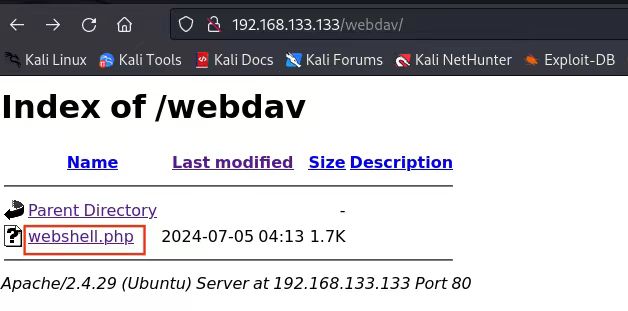 192.168.133.133/webdav/
Kali Linux Kali Tools Kali Docs Kali Forums Kali NetHunter Exploit-DB
Index of /webdav
Name Last modified Size Description
Parent Directory -
webshell.php 2024-07-05 04:13 1.7K
Apache/2.4.29 (Ubuntu) Server at 192.168.133.133 Port 80